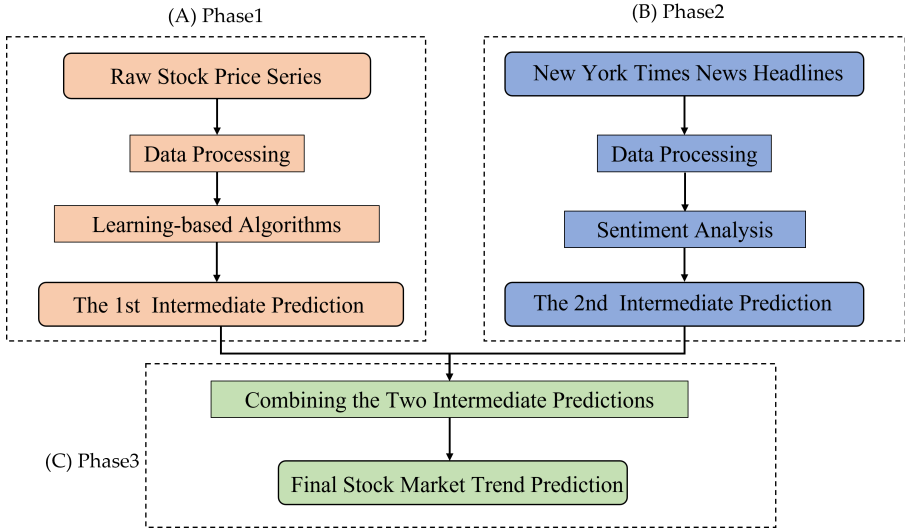 (A) Phase1
Raw Stock Price Series
Data Processing
Learning-based Algorithms
The 1st Intermediate Prediction
(B) Phase2
New York Times News Headlines
Data Processing
Sentiment Analysis
The 2nd Intermediate Prediction
(C) Phase3
Combining the Two Intermediate Predictions
Final Stock Market Trend Prediction